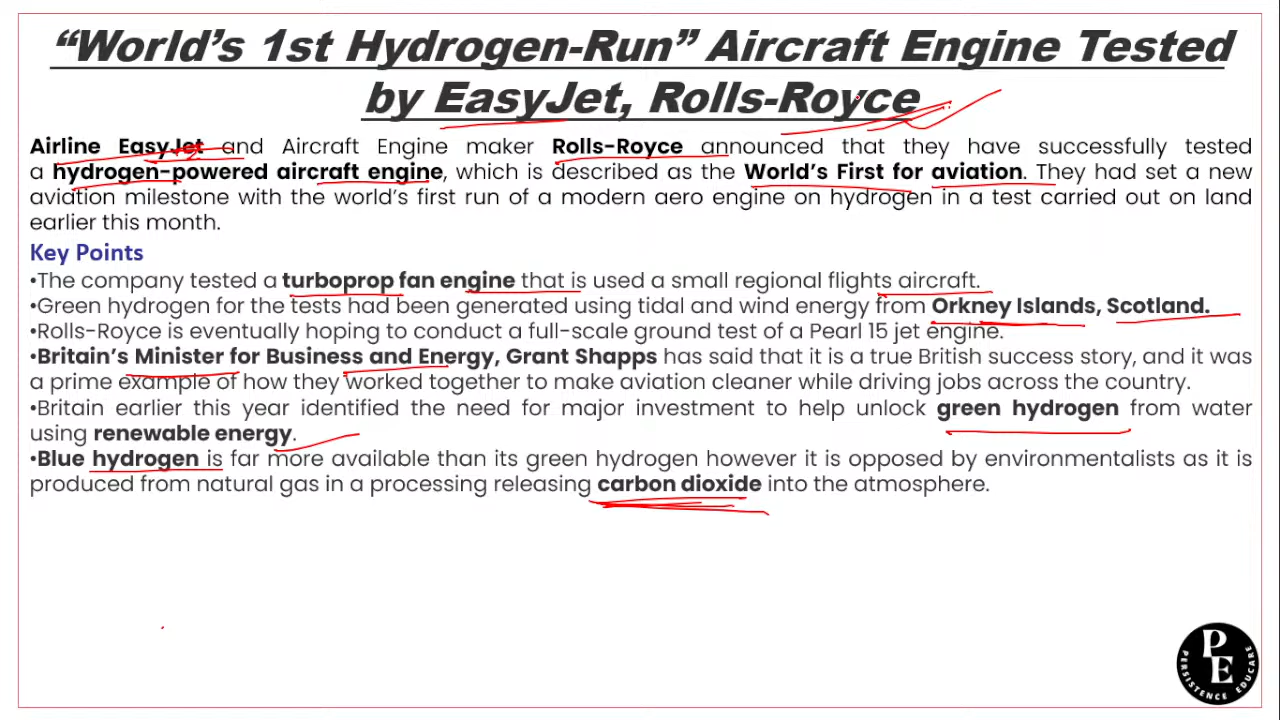 “World’s 1st Hydrogen-Run” Aircraft Engine Tested
by EasyJet, Rolls-Royce
Airline EasyJet and Aircraft Engine maker Rolls-Royce announced that they have successfully tested
a hydrogen-powered aircraft engine, which is described as the World’s First for aviation. They had set a new
aviation milestone with the world’s first run of a modern aero engine on hydrogen in a test carried out on land
earlier this month.
Key Points
•The company tested a turboprop fan engine that is used a small regional flights aircraft.
•Green hydrogen for the tests had been generated using tidal and wind energy from Orkney Islands, Scotland.
•Rolls-Royce is eventually hoping to conduct a full-scale ground test of a Pearl 15 jet engine.
•Britain’s Minister for Business and Energy, Grant Shapps has said that it is a true British success story, and it was
a prime example of how they worked together to make aviation cleaner while driving jobs across the country.
•Britain earlier this year identified the need for major investment to help unlock green hydrogen from water
using renewable energy.
•Blue hydrogen is far more available than its green hydrogen however it is opposed by environmentalists as it is
produced from natural gas in a processing releasing carbon dioxide into the atmosphere.
PE
PERSISTENCE EDUCARE